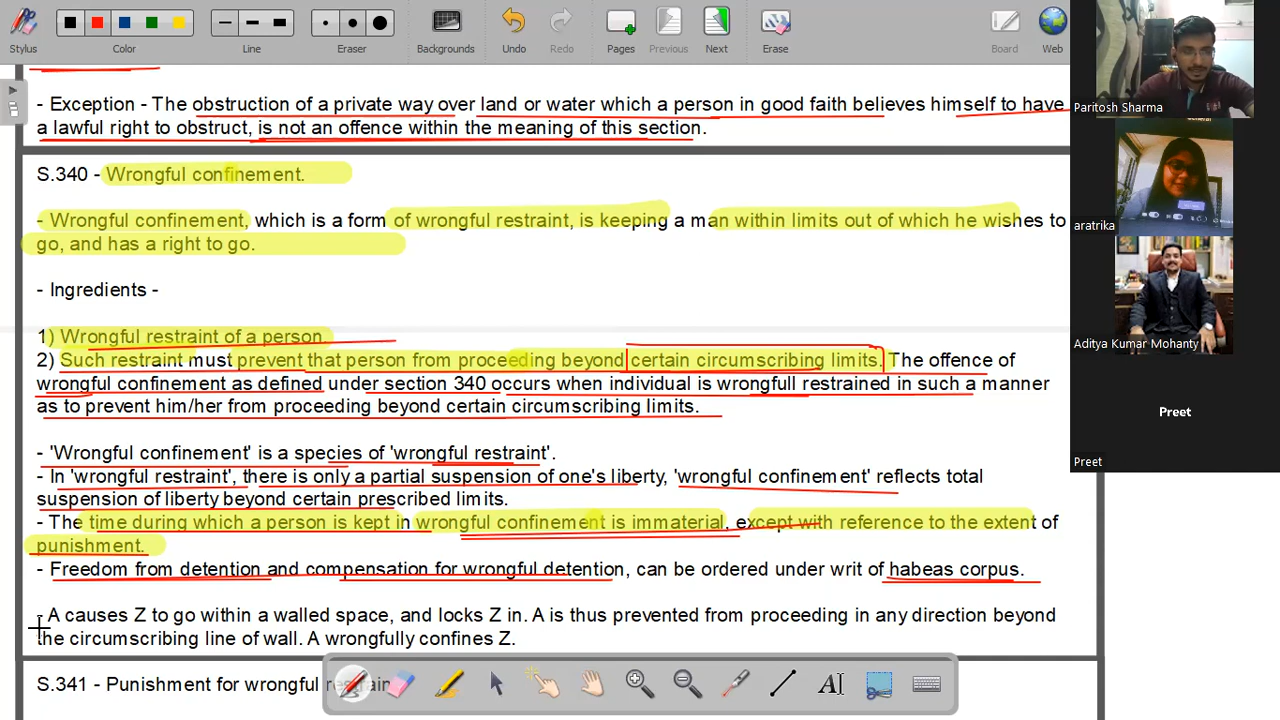 Stylus
Color
Line
Eraser
Backgrounds
Undo
Redo
Pages
Previous
Next
Erase
Board
Web
- Exception - The obstruction of a private way over land or water which a person in good faith believes himself to have
a lawful right to obstruct, is not an offence within the meaning of this section.
S.340 - Wrongful confinement.
- Wrongful confinement, which is a form of wrongful restraint, is keeping a man within limits out of which he wishes to
go, and has a right to go.
- Ingredients -
1) Wrongful restraint of a person.
2) Such restraint must prevent that person from proceeding beyond certain circumscribing limits. The offence of
wrongful confinement as defined under section 340 occurs when individual is wrongfull restrained in such a manner
as to prevent him/her from proceeding beyond certain circumscribing limits.
- 'Wrongful confinement' is a species of 'wrongful restraint'.
- In 'wrongful restraint', there is only a partial suspension of one's liberty, 'wrongful confinement' reflects total
suspension of liberty beyond certain prescribed limits.
- The time during which a person is kept in wrongful confinement is immaterial, except with reference to the extent of
punishment.
- Freedom from detention and compensation for wrongful detention, can be ordered under writ of habeas corpus.
- A causes Z to go within a walled space, and locks Z in. A is thus prevented from proceeding in any direction beyond
the circumscribing line of wall. A wrongfully confines Z.
S.341 - Punishment for wrongful restrain
Paritosh Sharma
aratrika
Aditya Kumar Mohanty
Preet
Preet